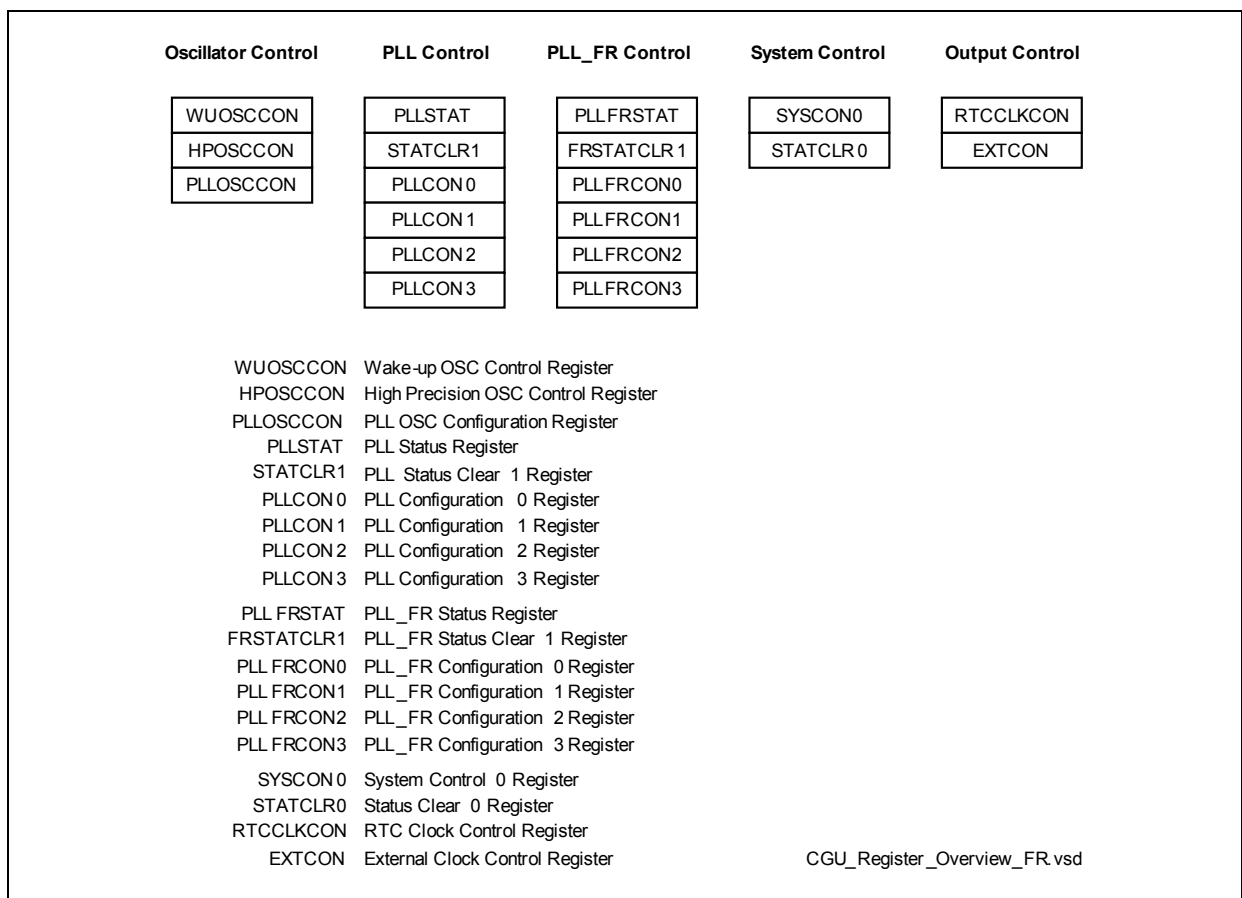 Oscillator Control PLL Control PLL_FR Control System Control Output Control
WUOSCCON PLLSTAT PLLFRSTAT SYSCON0 RTCCLKCON
HPOSCCON STATCLR1 FRSTATCLR1 STATCLR0 EXTCON
PLLOSCCON PLLCON0 PLLFRCON0
PLLCON1 PLLFRCON1
PLLCON2 PLLFRCON2
PLLCON3 PLLFRCON3
WUOSCCON Wake-up OSC Control Register
HPOSCCON High Precision OSC Control Register
PLLOSCCON PLL OSC Configuration Register
PLLSTAT PLL Status Register
STATCLR1 PLL Status Clear 1 Register
PLLCON0 PLL Configuration 0 Register
PLLCON1 PLL Configuration 1 Register
PLLCON2 PLL Configuration 2 Register
PLLCON3 PLL Configuration 3 Register
PLLFRSTAT PLL_FR Status Register
FRSTATCLR1 PLL_FR Status Clear 1 Register
PLLFRCON0 PLL_FR Configuration 0 Register
PLLFRCON1 PLL_FR Configuration 1 Register
PLLFRCON2 PLL_FR Configuration 2 Register
PLLFRCON3 PLL_FR Configuration 3 Register
SYSCON0 System Control 0 Register
STATCLR0 Status Clear 0 Register
RTCCLKCON RTC Clock Control Register
EXTCON External Clock Control Register CGU_Register_Overview_FR.vsd